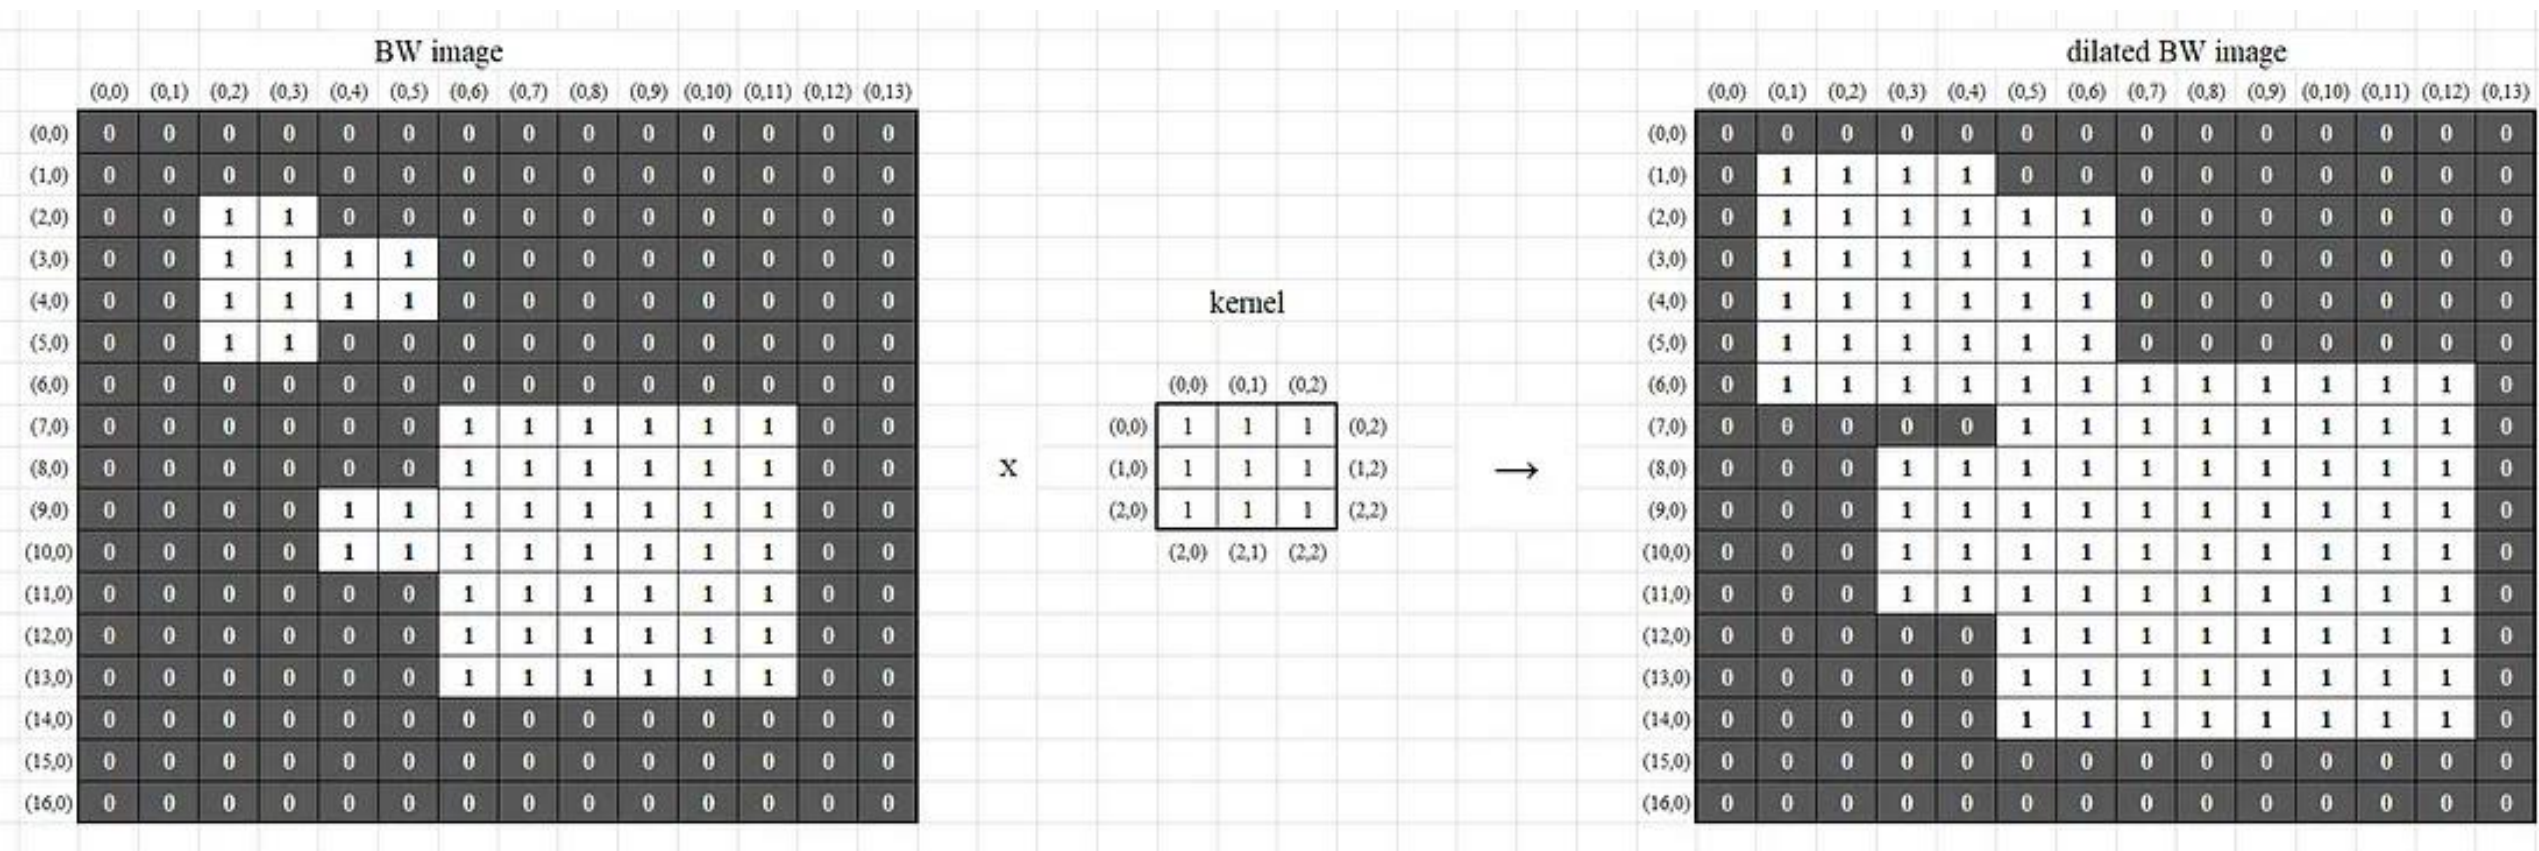 BW image dilated BW image
(0,0) (0,1) (0,2) (0,3) (0,4) (0,5) (0,6) (0,7) (0,8) (0,9) (0,10) (0,11) (0,12) (0,13) (0,0) (0,1) (0,2) (0,3) (0,4) (0,5) (0,6) (0,7) (0,8) (0,9) (0,10) (0,11) (0,12) (0,13)
(0,0) 0 0 0 0 0 0 0 0 0 0 0 0 0 0 (0,0) 0 0 0 0 0 0 0 0 0 0 0 0 0 0
(1,0) 0 0 0 0 0 0 0 0 0 0 0 0 0 0 (1,0) 0 1 1 1 1 0 0 0 0 0 0 0 0 0
(2,0) 0 0 1 1 0 0 0 0 0 0 0 0 0 0 (2,0) 0 1 1 1 1 1 1 0 0 0 0 0 0 0
(3,0) 0 0 1 1 1 1 0 0 0 0 0 0 0 0 (3,0) 0 1 1 1 1 1 1 0 0 0 0 0 0 0
(4,0) 0 0 1 1 1 1 0 0 0 0 0 0 0 0 kernel (4,0) 0 1 1 1 1 1 1 0 0 0 0 0 0 0
(5,0) 0 0 1 1 0 0 0 0 0 0 0 0 0 0 (5,0) 0 1 1 1 1 1 1 0 0 0 0 0 0 0
(6,0) 0 0 0 0 0 0 0 0 0 0 0 0 0 0 (0,0) (0,1) (0,2) (6,0) 0 1 1 1 1 1 1 1 1 1 1 1 1 0
(7,0) 0 0 0 0 0 0 1 1 1 1 1 1 0 0 (0,0) 1 1 1 (0,2) (7,0) 0 0 0 0 0 1 1 1 1 1 1 1 1 0
(8,0) 0 0 0 0 0 0 1 1 1 1 1 1 0 0 x (1,0) 1 1 1 (1,2) → (8,0) 0 0 0 1 1 1 1 1 1 1 1 1 1 0
(9,0) 0 0 0 0 1 1 1 1 1 1 1 1 0 0 (2,0) 1 1 1 (2,2) (9,0) 0 0 0 1 1 1 1 1 1 1 1 1 1 0
(10,0) 0 0 0 0 1 1 1 1 1 1 1 1 0 0 (2,0) (2,1) (2,2) (10,0) 0 0 0 1 1 1 1 1 1 1 1 1 1 0
(11,0) 0 0 0 0 0 0 1 1 1 1 1 1 0 0 (11,0) 0 0 0 1 1 1 1 1 1 1 1 1 1 0
(12,0) 0 0 0 0 0 0 1 1 1 1 1 1 0 0 (12,0) 0 0 0 0 0 1 1 1 1 1 1 1 1 0
(13,0) 0 0 0 0 0 0 1 1 1 1 1 1 0 0 (13,0) 0 0 0 0 0 1 1 1 1 1 1 1 1 0
(14,0) 0 0 0 0 0 0 0 0 0 0 0 0 0 0 (14,0) 0 0 0 0 0 1 1 1 1 1 1 1 1 0
(15,0) 0 0 0 0 0 0 0 0 0 0 0 0 0 0 (15,0) 0 0 0 0 0 0 0 0 0 0 0 0 0 0
(16,0) 0 0 0 0 0 0 0 0 0 0 0 0 0 0 (16,0) 0 0 0 0 0 0 0 0 0 0 0 0 0 0